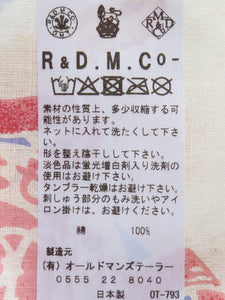 R&D.M.Co-
素材の性質上、多少収縮する可
能性があります。
ネットに入れて洗たくして下さ
い。
形を整え陰干しして下さい。
淡色品は蛍光増白剤入り洗剤の
使用はお避け下さい。
タンブラー乾燥はお避け下さい。
刺しゅう部分のもみ洗いやアイ
ロン掛けは、お避けください。
綿 100%
製造元
(有) オールドマンズテーラー
0555 22 8040
日本製 OT-793